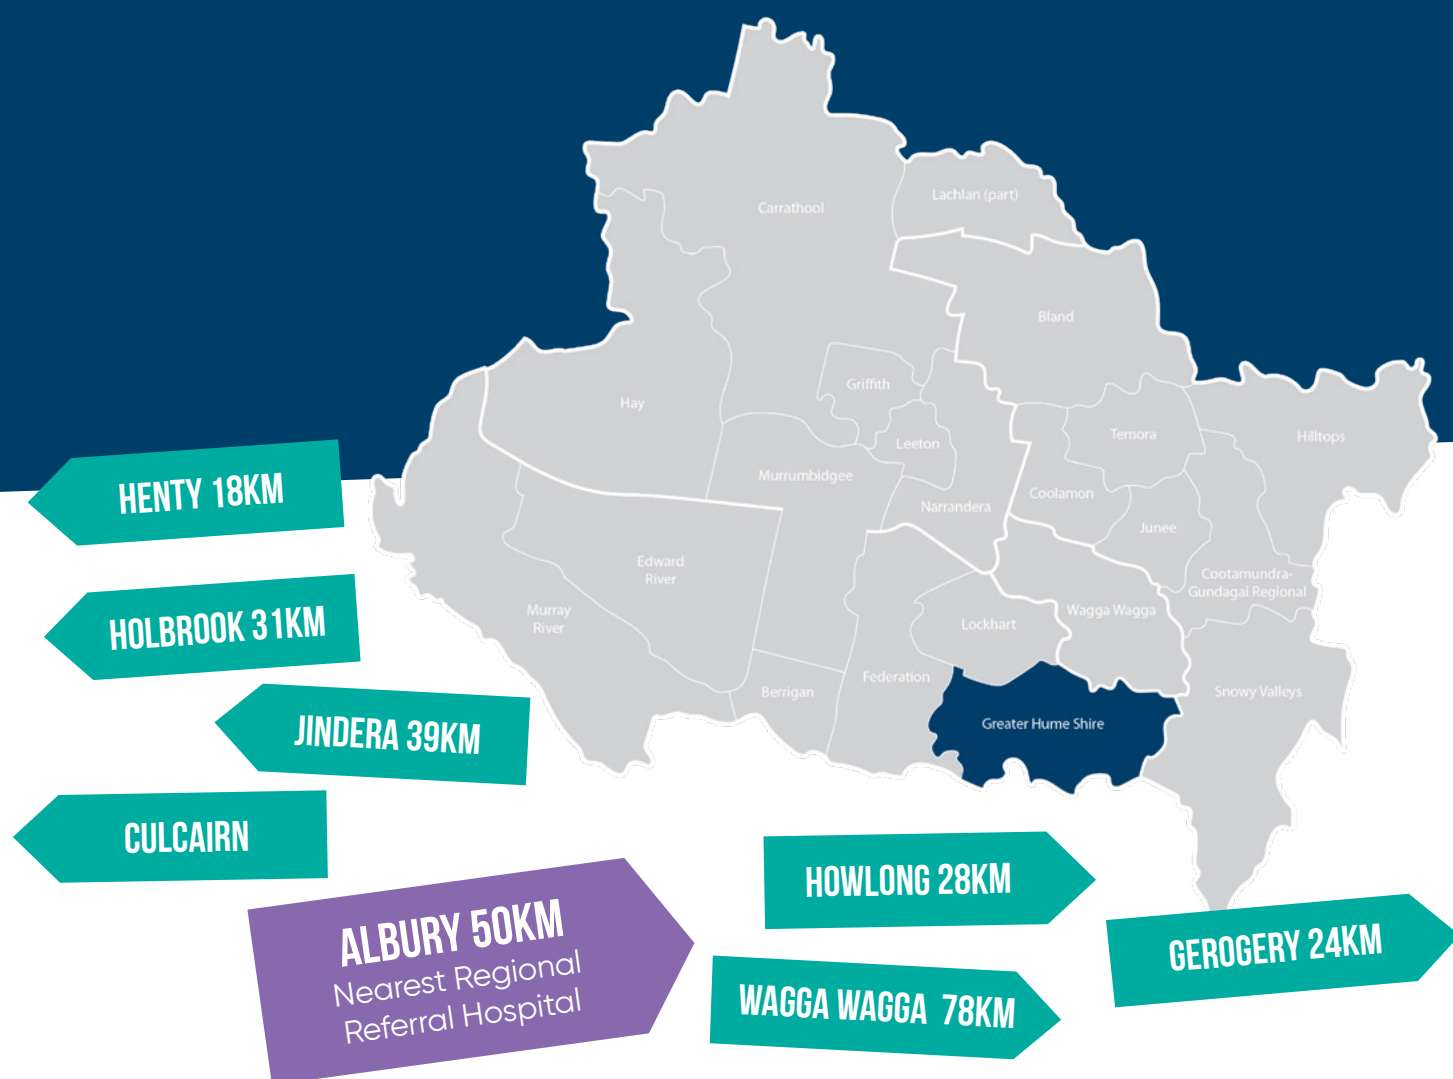 Carrathool
Lachlan (part)
Bland
Griffith
Hay
Leeton
Temora
Hilltops
Murrumbidgee
Coolamon
Narrandera
Junee
Edward
River
Cootamundra-
Gundagai Regional
Murray
River
Wagga Wagga
Lockhart
Federation
Berrigan
Snowy Valleys
Greater Hume Shire
HENTY 18KM
HOLBROOK 31KM
JINDERA 39KM
CULCAIRN
ALBURY 50KM
Nearest Regional
Referral Hospital
HOWLONG 28KM
WAGGA WAGGA 78KM
GEROGERY 24KM